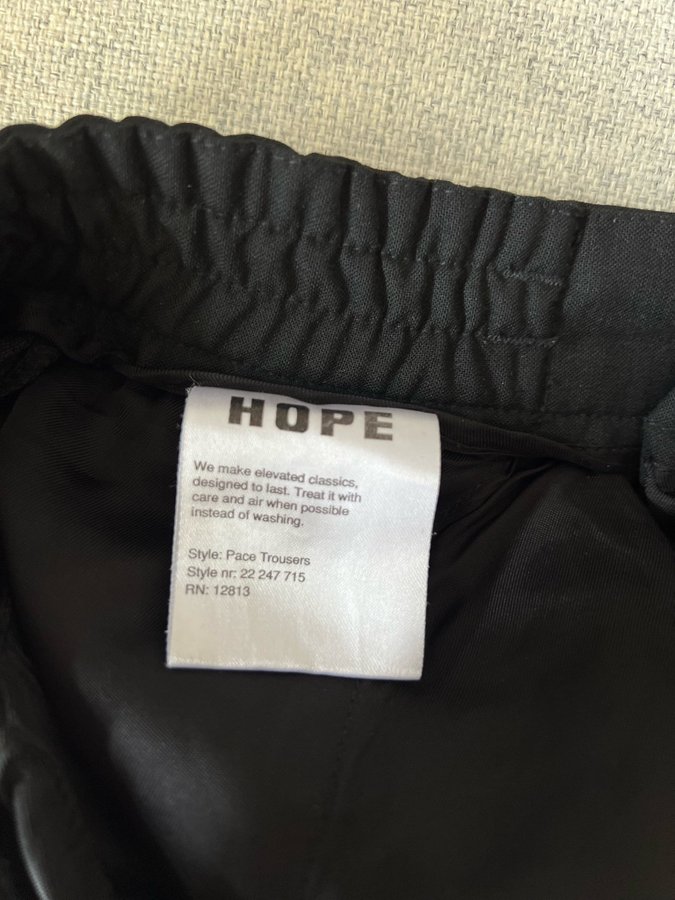 HOPE
We make elevated classics,
designed to last. Treat it with
care and air when possible
instead of washing.
Style: Pace Trousers
Style nr: 22 247 715
RN: 12813